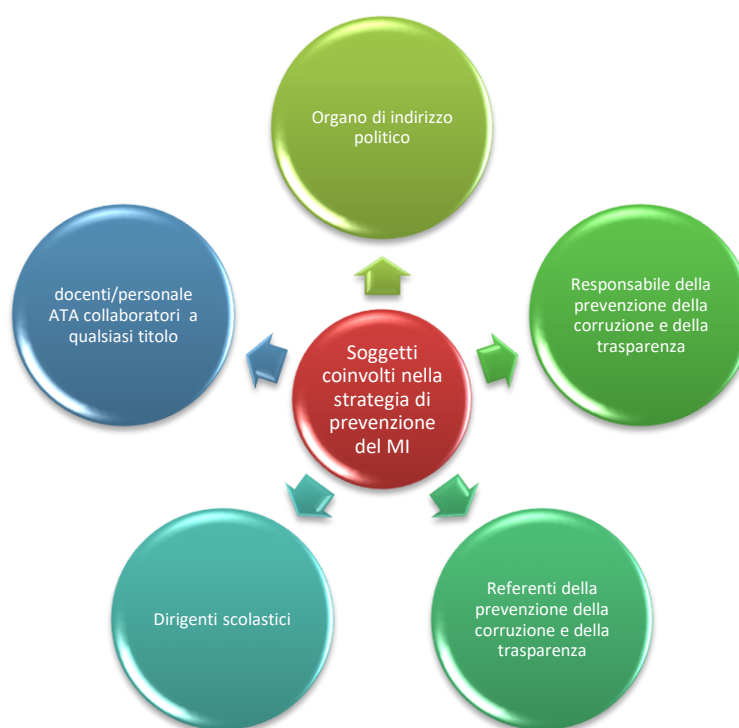 Organo di indirizzo
politico
Responsabile della
prevenzione della
corruzione e della
trasparenza
Referenti della
prevenzione della
corruzione e della
trasparenza
Dirigenti scolastici
docenti/personale
ATA collaboratori a
qualsiasi titolo
Soggetti
coinvolti nella
strategia di
prevenzione
del MI